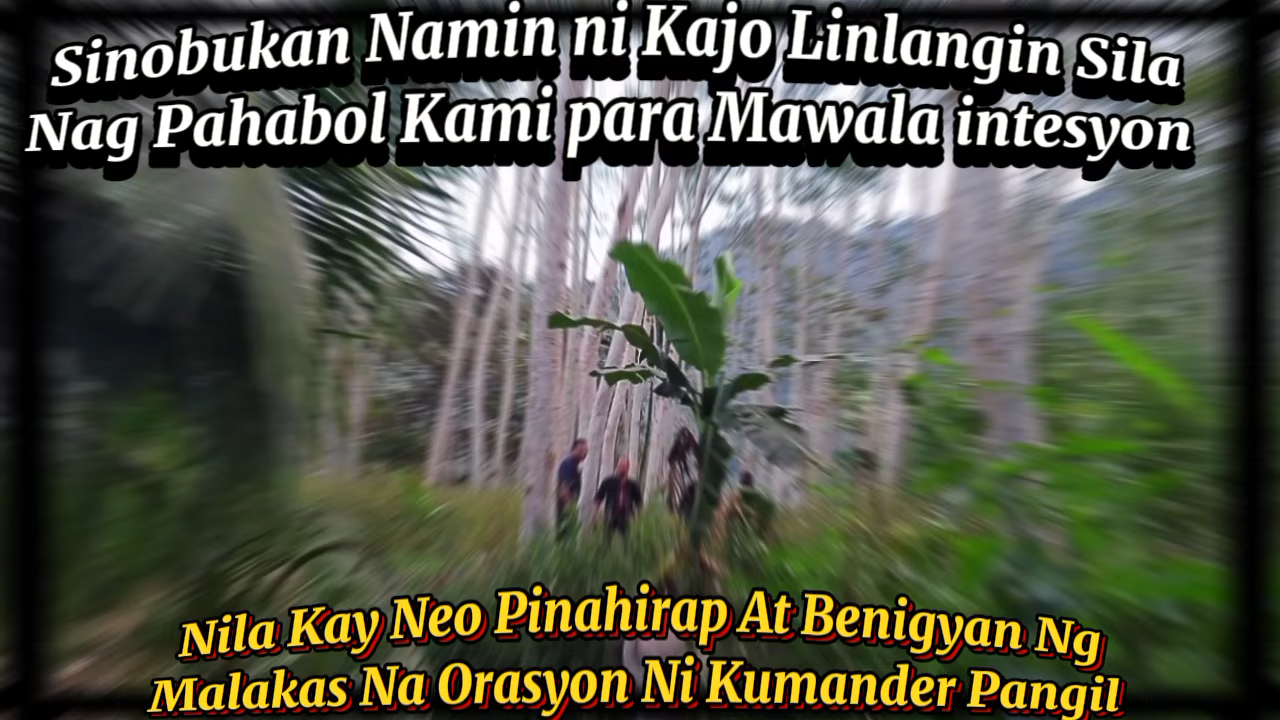 Sinobukan Namin ni Kajo Linlangin Sila
Nag Pahabol Kami para Mawala intesyon
Nila Kay Neo Pinahirap At Benigyan Ng
Malakas Na Orasyon Ni Kumander Pangil